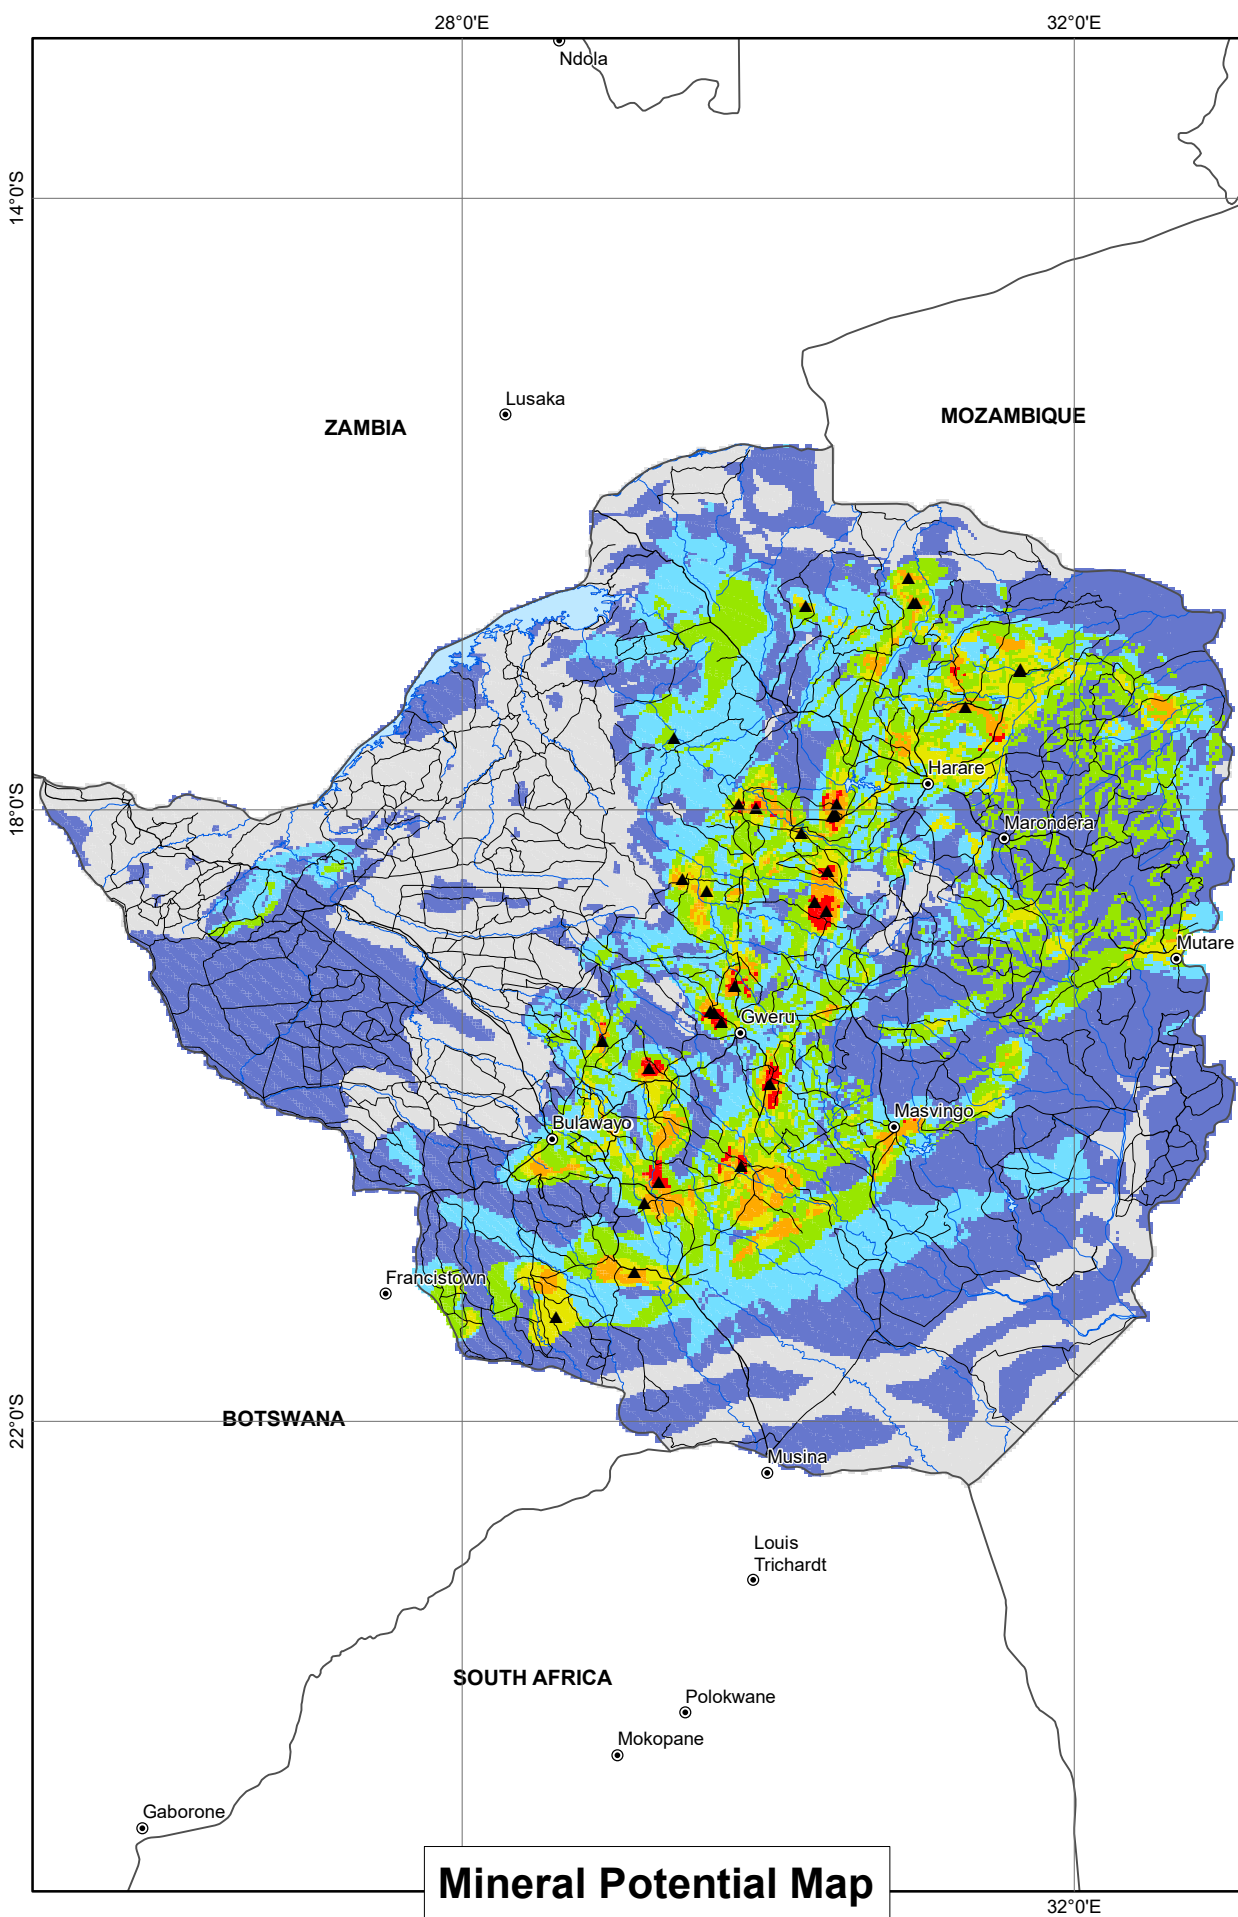 28°0'E
32°0'E
Ndola
14°0'S
Lusaka
ZAMBIA
MOZAMBIQUE
Harare
18°0'S
Marondera
Mutare
Gweru
Masvingo
Bulawayo
Francistown
22°0'S
BOTSWANA
Musina
Louis
Trichardt
SOUTH AFRICA
Polokwane
Mokopane
Gaborone
Mineral Potential Map
32°0'E